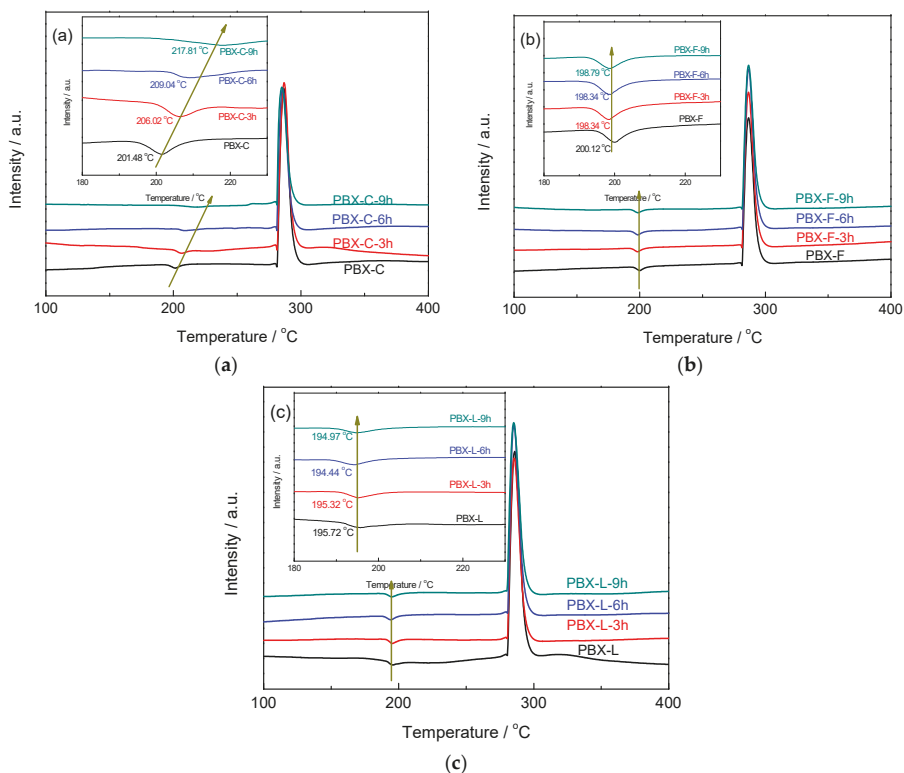 (a)
217.81 °C
PBX-C-9h
209.04 °C
PBX-C-6h
206.02 °C
PBX-C-3h
201.48 °C
PBX-C
Intensity / a.u.
180
200
220
Temperature / °C
PBX-C-9h
PBX-C-6h
PBX-C-3h
PBX-C
Intensity / a.u.
100
200
300
400
Temperature / °C
(a)
(b)
PBX-F-9h
198.79 °C
PBX-F-6h
198.34 °C
PBX-F-3h
198.34 °C
PBX-F
200.12 °C
Intensity / a.u.
180
200
220
Temperature / °C
PBX-F-9h
PBX-F-6h
PBX-F-3h
PBX-F
Intensity / a.u.
100
200
300
400
Temperature / °C
(b)
(c)
PBX-L-9h
194.97 °C
PBX-L-6h
194.44 °C
PBX-L-3h
195.32 °C
PBX-L
195.72 °C
Intensity / a.u.
180
200
220
Temperature / °C
PBX-L-9h
PBX-L-6h
PBX-L-3h
PBX-L
Intensity / a.u.
100
200
300
400
Temperature / °C
(c)